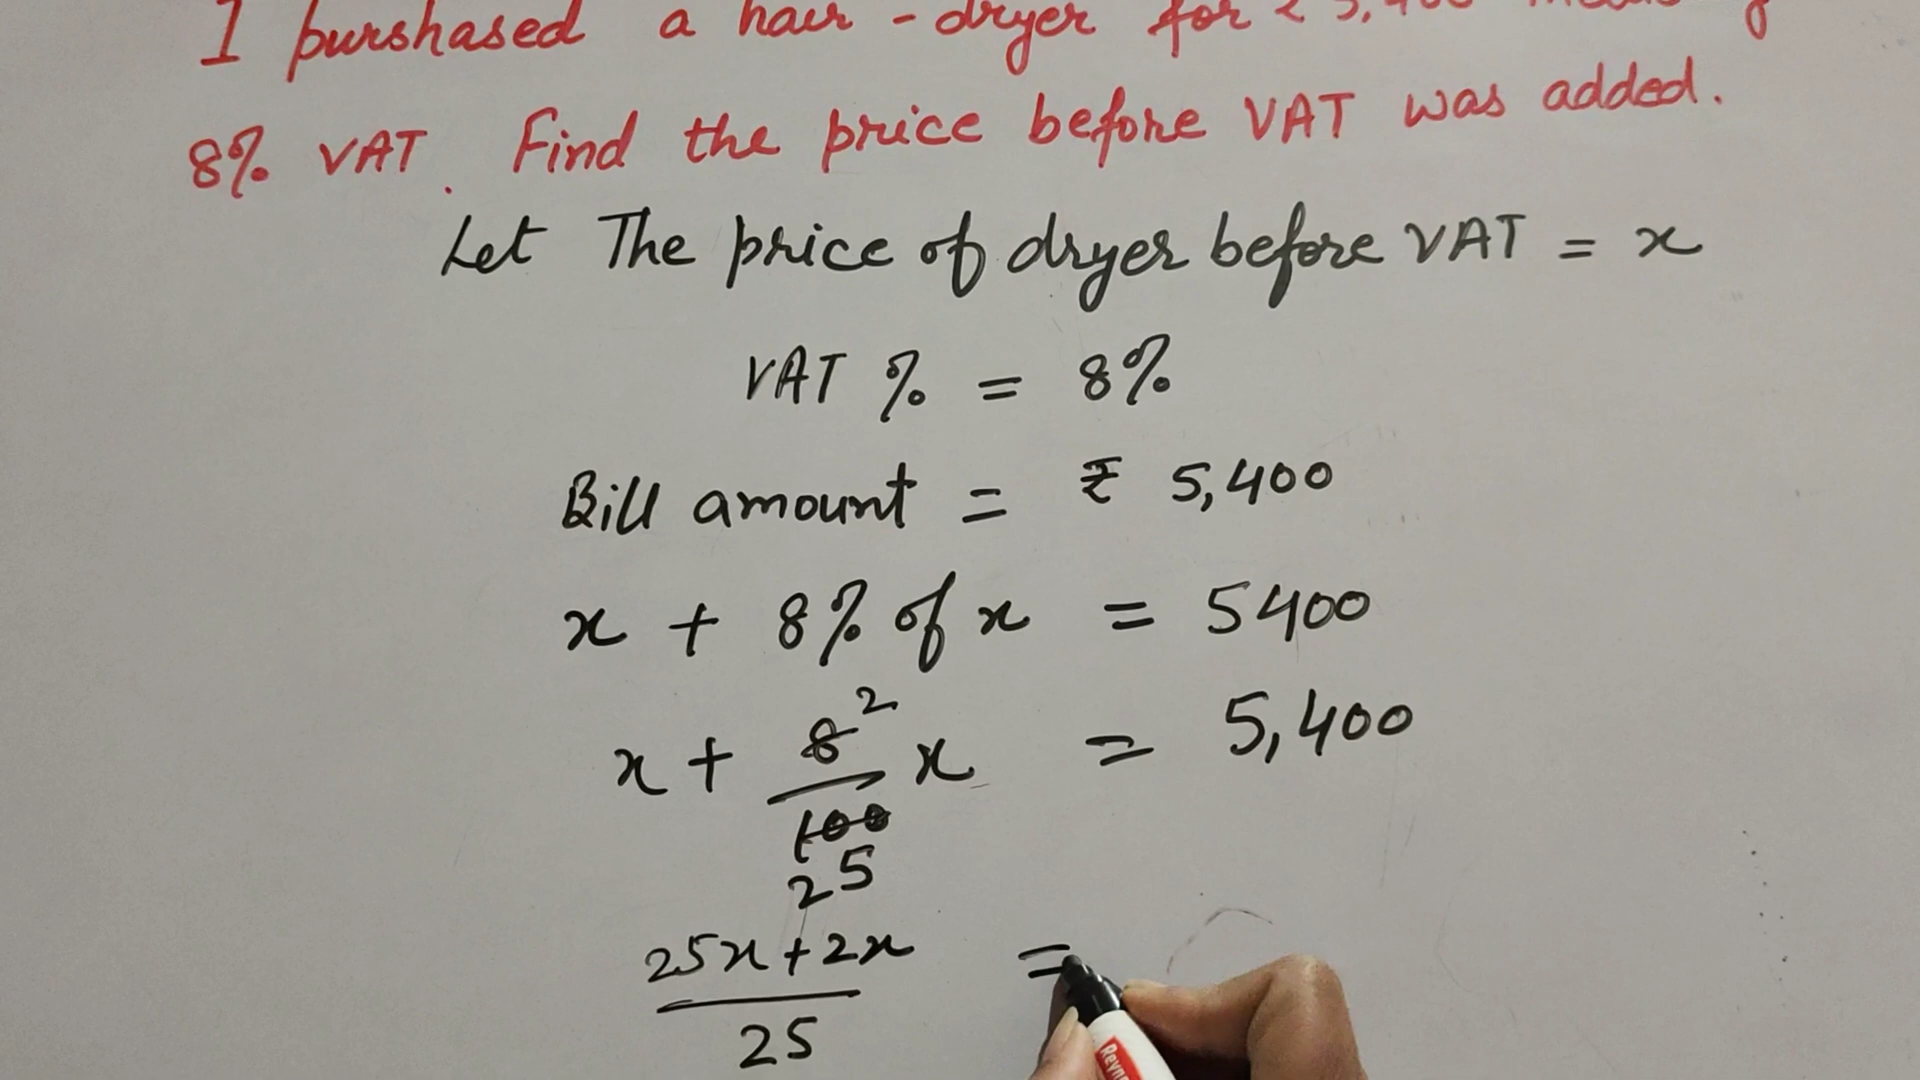 I purshased a hair-dryer for ₹ 5,400
8% VAT. Find the price before VAT was added.
Let The price of dryer before VAT = x
VAT % = 8%
Bill amount = ₹ 5,400
x + 8% of x = 5400
x + 8/100 x = 5,400
2
25
25x+2x/25 =